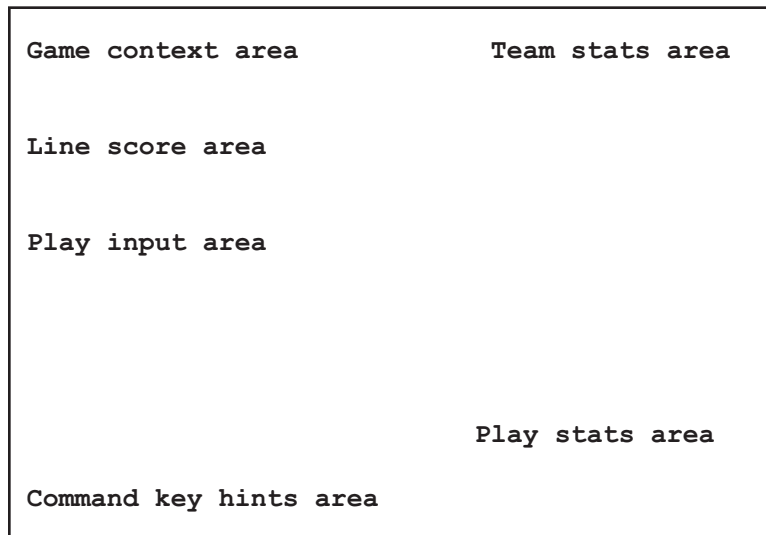 Game context area Team stats area
Line score area
Play input area
Play stats area
Command key hints area